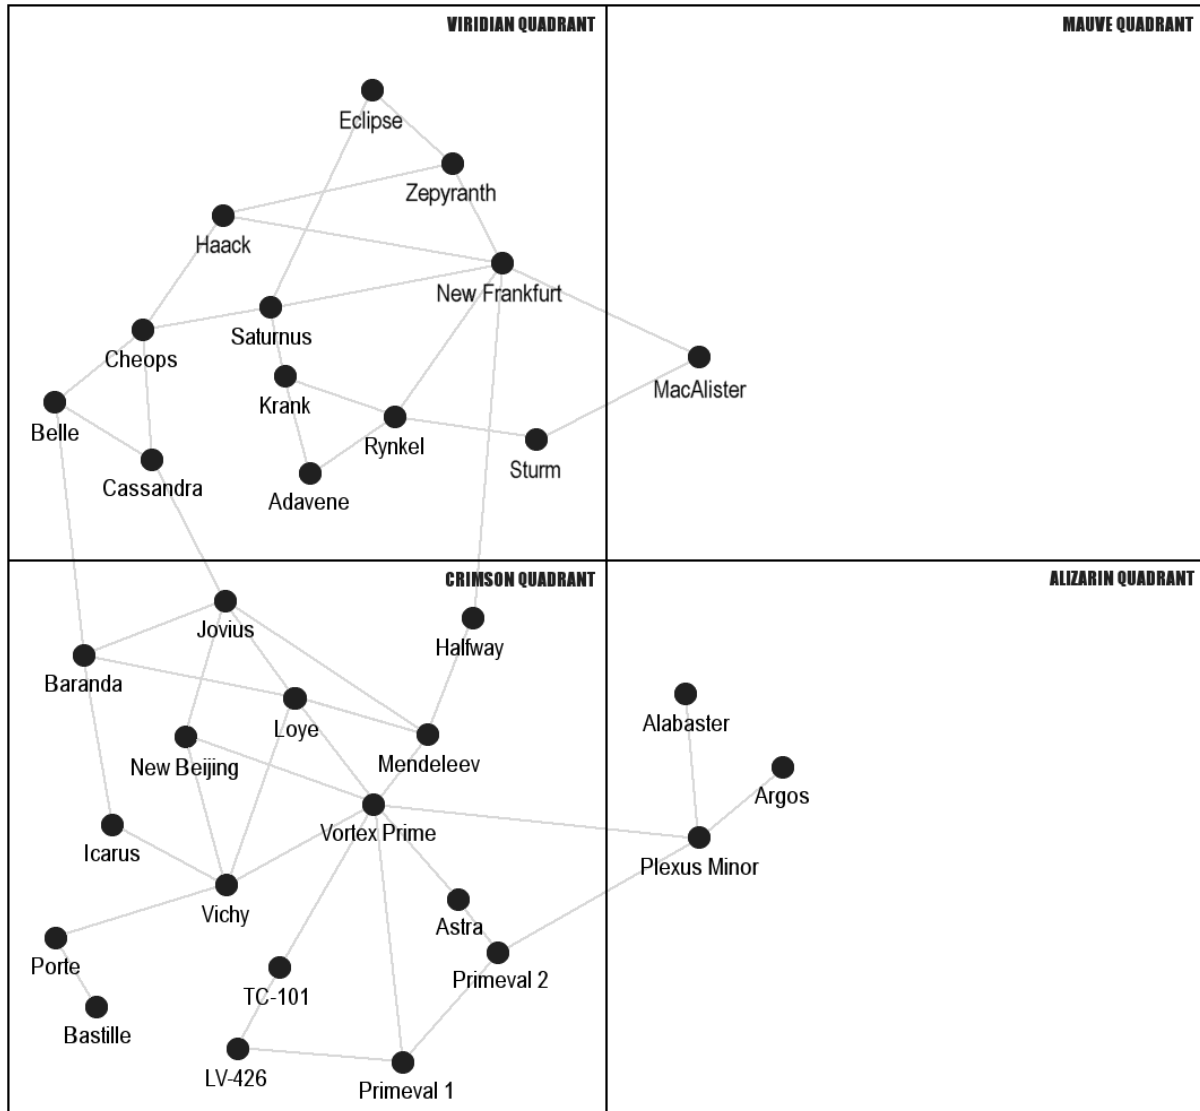 VIRIDIAN QUADRANT
MAUVE QUADRANT
Eclipse
Zepyranth
Haack
New Frankfurt
Saturnus
Cheops
MacAlister
Krank
Belle
Rynkel
Sturm
Cassandra
Adavene
CRIMSON QUADRANT
ALIZARIN QUADRANT
Jovius
Halfway
Baranda
Alabaster
Loye
New Beijing
Mendeleev
Argos
Vortex Prime
Icarus
Plexus Minor
Vichy
Astra
Porte
Primeval 2
TC-101
Bastille
LV-426
Primeval 1